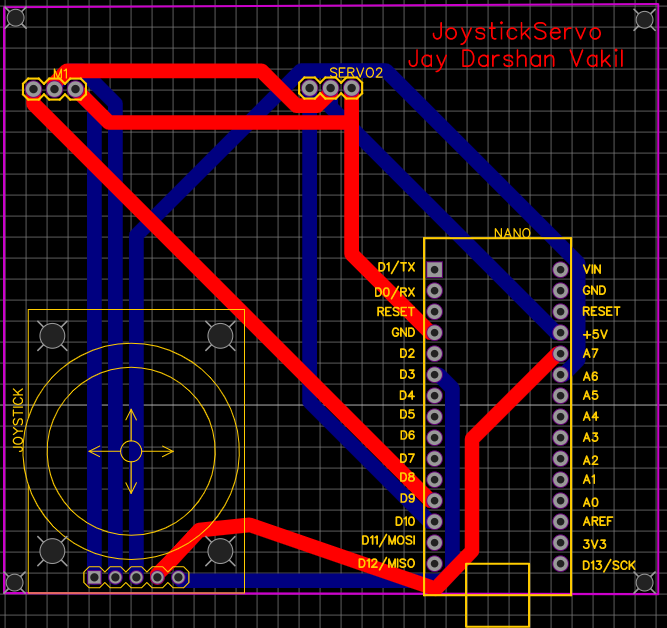 JoystickServo
Jay Darshan Vakil
M1
SERVO2
NANO
D1/TX
VIN
D0/RX
GND
RESET
RESET
GND
+5V
D2
A7
D3
A6
D4
A5
D5
A4
D6
A3
D7
A2
D8
A1
D9
A0
D10
AREF
D11/MOSI
3V3
D12/MISO
D13/SCK
JOYSTICK